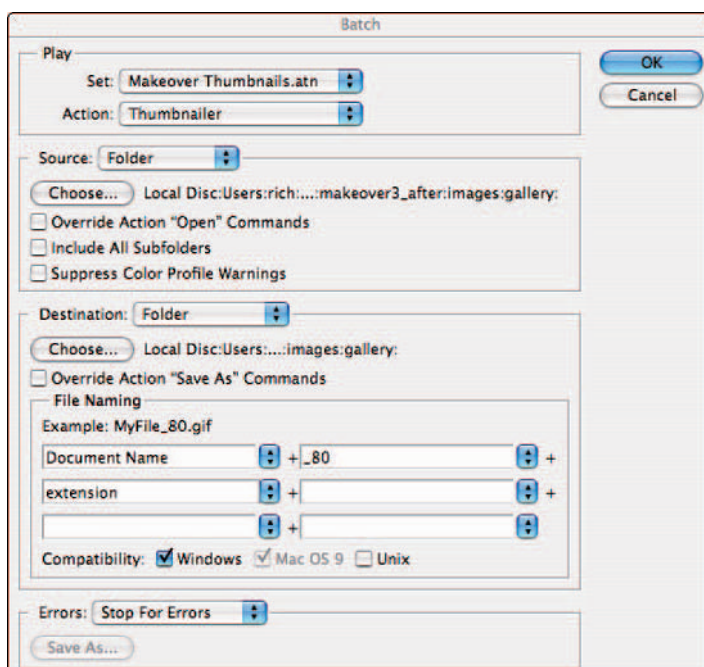 Batch
Play
Set: Makeover Thumbnails.atn
Action: Thumbnailer
OK
Cancel
Source: Folder
Choose... Local Disc:Users:rich:...:makeover3_after:images:gallery:
Override Action "Open" Commands
Include All Subfolders
Suppress Color Profile Warnings
Destination: Folder
Choose... Local Disc:Users:...:images:gallery:
Override Action "Save As" Commands
File Naming
Example: MyFile_80.gif
Document Name + _80 +
extension + +
+
Compatibility: Windows Mac OS 9 Unix
Errors: Stop For Errors
Save As...